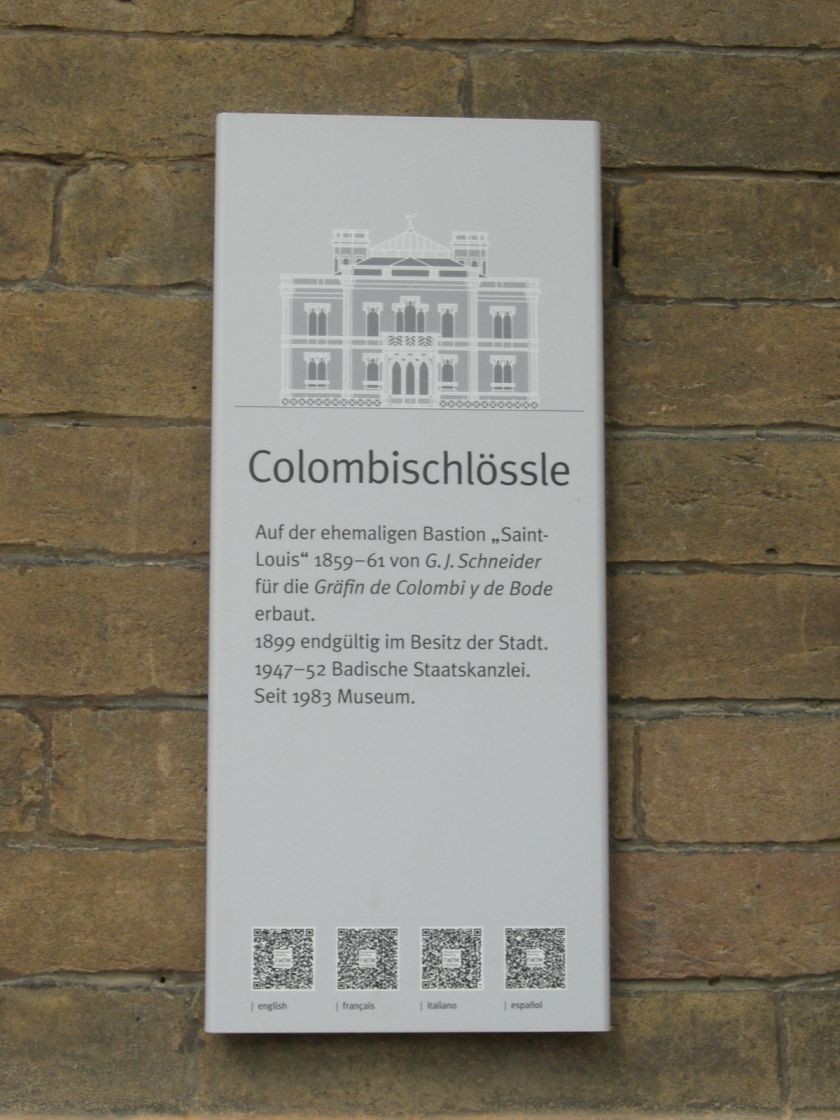 Colombischlössle
Auf der ehemaligen Bastion „Saint-
Louis“ 1859–61 von G. J. Schneider
für die Gräfin de Colombi y de Bode
erbaut.
1899 endgültig im Besitz der Stadt.
1947–52 Badische Staatskanzlei.
Seit 1983 Museum.
| english | français | italiano | español